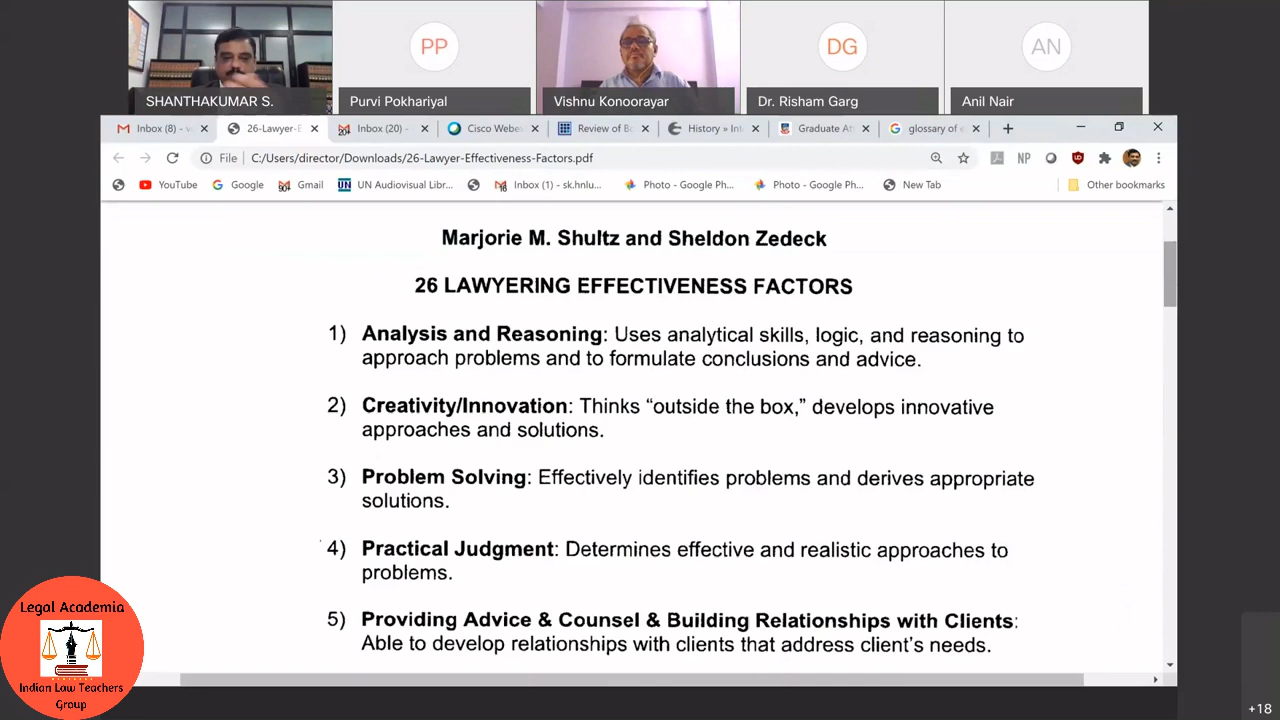 PP
DG
AN
SHANTHAKUMAR S.
Purvi Pokhariyal
Vishnu Konoorayar
Dr. Risham Garg
Anil Nair
Inbox (8) - va
26-Lawyer-E
Inbox (20) -
Cisco Webex
Review of Bo
History » Inl
Graduate At
glossary of e
File
C:/Users/director/Downloads/26-Lawyer-Effectiveness-Factors.pdf
NP
YouTube
Google
Gmail
UN Audiovisual Libr...
Inbox (1) - sk.hnlu...
Photo - Google Ph...
Photo - Google Ph...
New Tab
Other bookmarks
Marjorie M. Shultz and Sheldon Zedeck
26 LAWYERING EFFECTIVENESS FACTORS
1) Analysis and Reasoning: Uses analytical skills, logic, and reasoning to
approach problems and to formulate conclusions and advice.
2) Creativity/Innovation: Thinks “outside the box,” develops innovative
approaches and solutions.
3) Problem Solving: Effectively identifies problems and derives appropriate
solutions.
4) Practical Judgment: Determines effective and realistic approaches to
problems.
5) Providing Advice & Counsel & Building Relationships with Clients:
Able to develop relationships with clients that address client’s needs.
Legal Academia
Indian Law Teachers
Group
+18